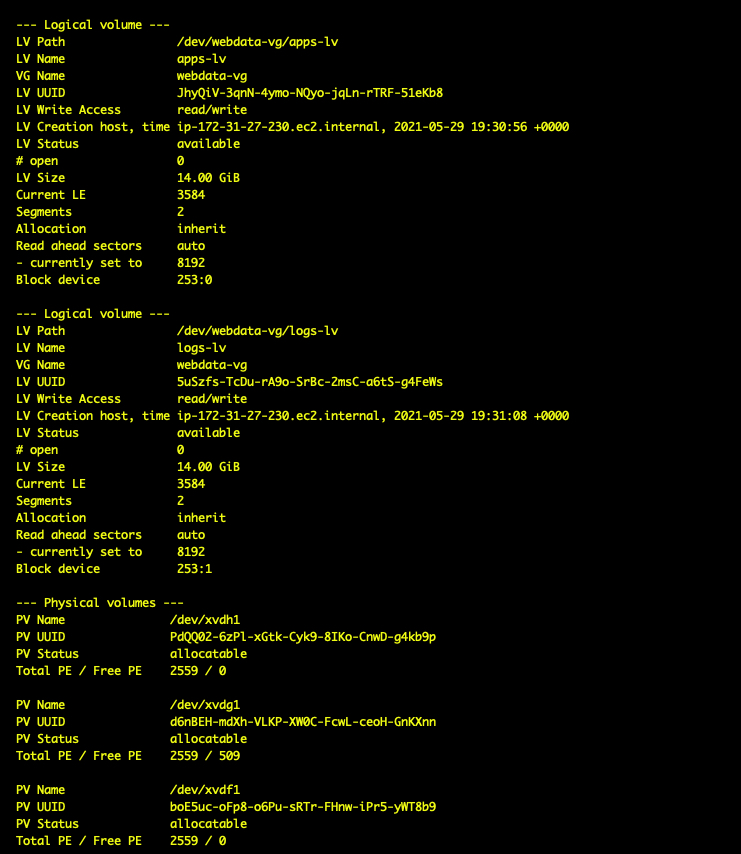 --- Logical volume ---
LV Path                /dev/webdata-vg/apps-lv
LV Name                apps-lv
VG Name                webdata-vg
LV UUID                JhyQiV-3qnN-4ymo-NQyo-jqLn-rTRF-51eKb8
LV Write Access        read/write
LV Creation host, time ip-172-31-27-230.ec2.internal, 2021-05-29 19:30:56 +0000
LV Status              available
# open                 0
LV Size                14.00 GiB
Current LE             3584
Segments               2
Allocation             inherit
Read ahead sectors     auto
- currently set to     8192
Block device           253:0

--- Logical volume ---
LV Path                /dev/webdata-vg/logs-lv
LV Name                logs-lv
VG Name                webdata-vg
LV UUID                5uSzfs-TcDu-rA9o-SrBc-2msC-a6tS-g4FeWs
LV Write Access        read/write
LV Creation host, time ip-172-31-27-230.ec2.internal, 2021-05-29 19:31:08 +0000
LV Status              available
# open                 0
LV Size                14.00 GiB
Current LE             3584
Segments               2
Allocation             inherit
Read ahead sectors     auto
- currently set to     8192
Block device           253:1

--- Physical volumes ---
PV Name               /dev/xvdh1
PV UUID               PdQQ02-6zPl-xGtk-Cyk9-8IKo-CnwD-g4kb9p
PV Status             allocatable
Total PE / Free PE    2559 / 0

PV Name               /dev/xvdg1
PV UUID               d6nBEH-mdXh-VLKP-XW0C-FcwL-ceoH-GnKXnn
PV Status             allocatable
Total PE / Free PE    2559 / 509

PV Name               /dev/xvdf1
PV UUID               boE5uc-oFp8-o6Pu-sRTr-FHnw-iPr5-yWT8b9
PV Status             allocatable
Total PE / Free PE    2559 / 0